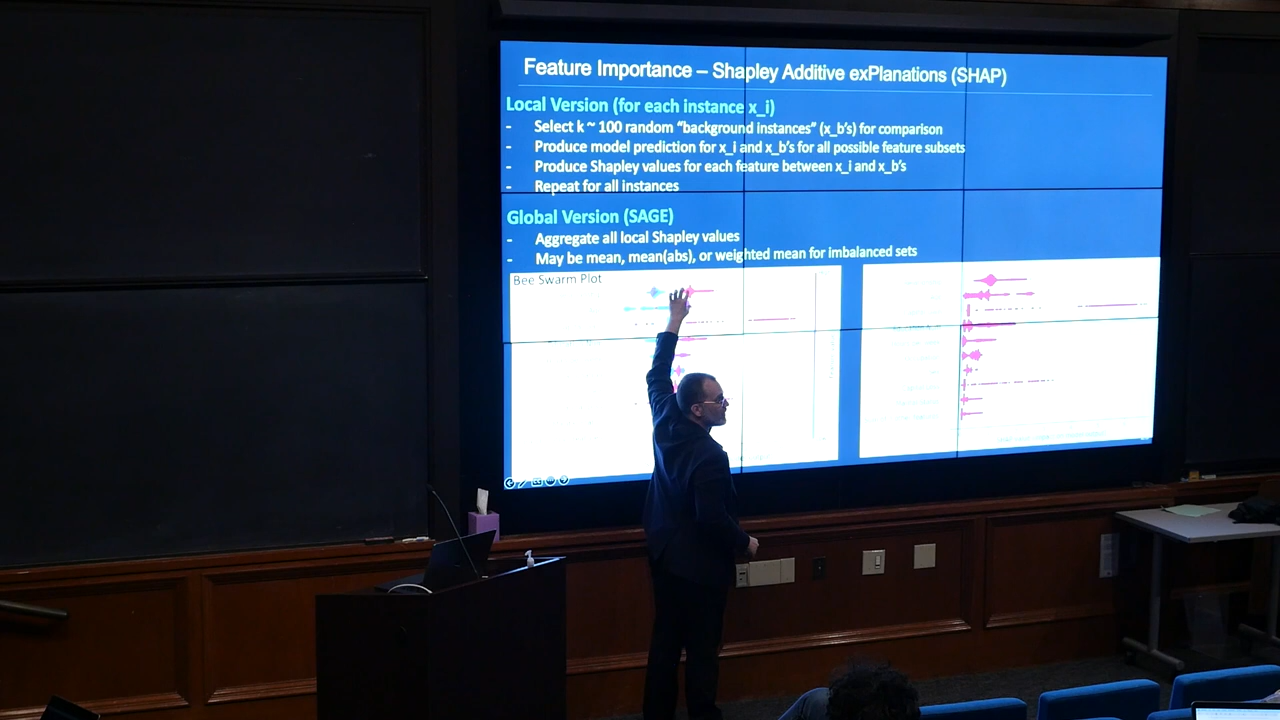 Feature Importance – Shapley Additive exPlanations (SHAP)
Local Version (for each instance x_i)
- Select k ~ 100 random “background instances” (x_b’s) for comparison
- Produce model prediction for x_i and x_b’s for all possible feature subsets
- Produce Shapley values for each feature between x_i and x_b’s
- Repeat for all instances
Global Version (SAGE)
- Aggregate all local Shapley values
- May be mean, mean(abs), or weighted mean for imbalanced sets
Bee Swarm Plot